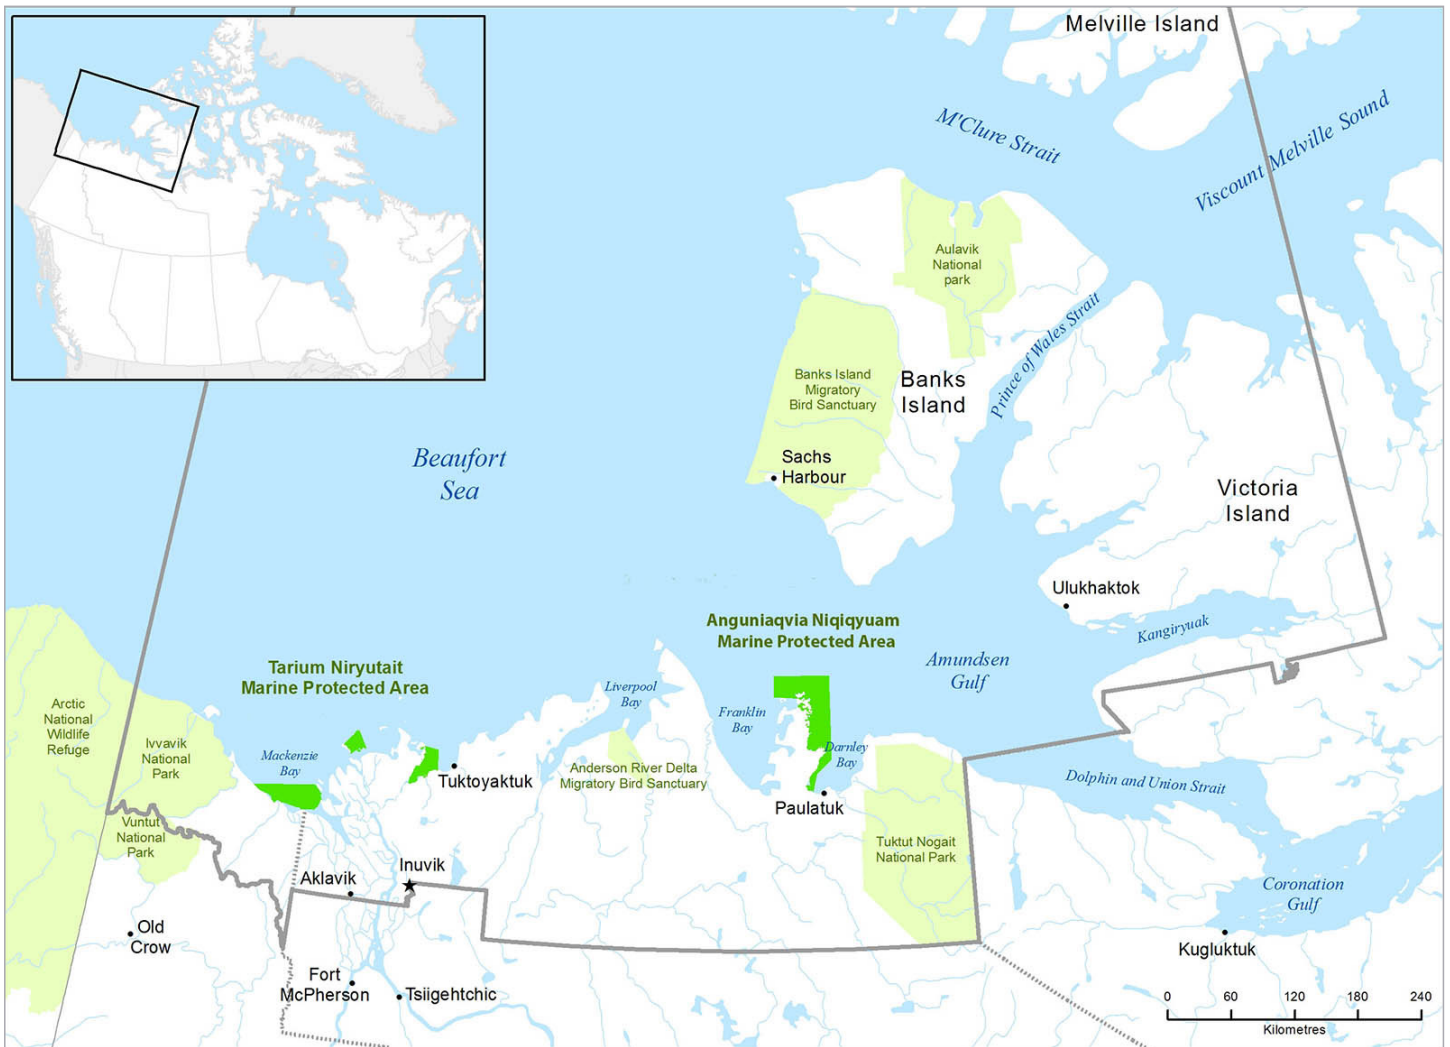 Melville Island
M'Clure Strait
Viscount Melville Sound
Aulavik
National
park
Prince of Wales Strait
Banks Island
Migratory
Bird Sanctuary
Banks
Island
Beaufort
Sea
Sachs
Harbour
Victoria
Island
Ulukhaktok
Kangiryuak
Anguniaqvia Niqiqyuam
Marine Protected Area
Amundsen
Gulf
Tarium Niryutait
Marine Protected Area
Liverpool
Bay
Franklin
Bay
Darnley
Bay
Arctic
National
Wildlife
Refuge
Ivvavik
National
Park
Mackenzie
Bay
Tuktoyaktuk
Anderson River Delta
Migratory Bird Sanctuary
Paulatuk
Dolphin and Union Strait
Vuntut
National
Park
Tuktut Nogait
National Park
Inuvik
Aklavik
Coronation
Gulf
Old
Crow
Kugluktuk
Fort
McPherson
Tsiigehtchic
0 60 120 180 240
Kilometres